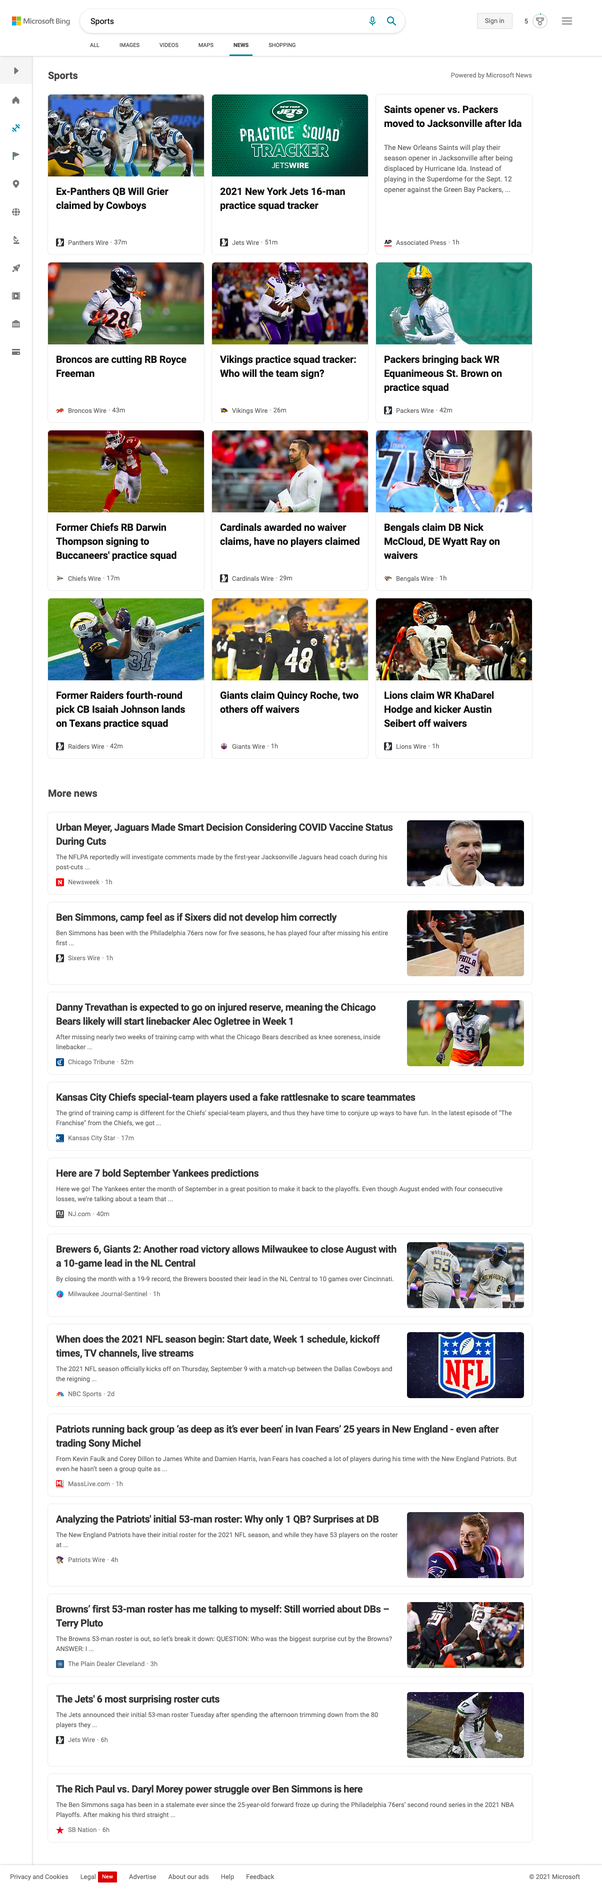 Microsoft Bing
Sports
Sign in
5
ALL IMAGES VIDEOS MAPS NEWS SHOPPING
Sports
Powered by Microsoft News
Ex-Panthers QB Will Grier
claimed by Cowboys
Panthers Wire · 37m
NEW YORK
JETS
PRACTICE SQUAD
TRACKER
JETSWIRE
2021 New York Jets 16-man
practice squad tracker
Jets Wire · 51m
Saints opener vs. Packers
moved to Jacksonville after Ida
The New Orleans Saints will play their
season opener in Jacksonville after being
displaced by Hurricane Ida. Instead of
playing in the Superdome for the Sept. 12
opener against the Green Bay Packers, ...
AP Associated Press · 1h
28
Broncos are cutting RB Royce
Freeman
Broncos Wire · 43m
Vikings practice squad tracker:
Who will the team sign?
Vikings Wire · 26m
Packers bringing back WR
Equanimeous St. Brown on
practice squad
Packers Wire · 42m
Former Chiefs RB Darwin
Thompson signing to
Buccaneers' practice squad
Chiefs Wire · 17m
Cardinals awarded no waiver
claims, have no players claimed
Cardinals Wire · 29m
71
Bengals claim DB Nick
McCloud, DE Wyatt Ray on
waivers
Bengals Wire · 1h
31
Former Raiders fourth-round
pick CB Isaiah Johnson lands
on Texans practice squad
Raiders Wire · 42m
48
Giants claim Quincy Roche, two
others off waivers
Giants Wire · 1h
12
Lions claim WR KhaDarel
Hodge and kicker Austin
Seibert off waivers
Lions Wire · 1h
More news
Urban Meyer, Jaguars Made Smart Decision Considering COVID Vaccine Status
During Cuts
The NFLPA reportedly will investigate comments made by the first-year Jacksonville Jaguars head coach during his
post-cuts ...
N Newsweek · 1h
Ben Simmons, camp feel as if Sixers did not develop him correctly
Ben Simmons has been with the Philadelphia 76ers now for five seasons, he has played four after missing his entire
first ...
Sixers Wire · 1h
PHILA
25
Danny Trevathan is expected to go on injured reserve, meaning the Chicago
Bears likely will start linebacker Alec Ogletree in Week 1
After missing nearly two weeks of training camp with what the Chicago Bears described as knee soreness, inside
linebacker ...
Chicago Tribune · 52m
59
Kansas City Chiefs special-team players used a fake rattlesnake to scare teammates
The grind of training camp is different for the Chiefs' special-team players, and thus they have time to conjure up ways to have fun. In the latest episode of "The
Franchise" from the Chiefs, we got ...
Kansas City Star · 17m
Here are 7 bold September Yankees predictions
Here we go! The Yankees enter the month of September in a great position to make it back to the playoffs. Even though August ended with four consecutive
losses, we're talking about a team that ...
NJ.com · 40m
Brewers 6, Giants 2: Another road victory allows Milwaukee to close August with
a 10-game lead in the NL Central
By closing the month with a 19-9 record, the Brewers boosted their lead in the NL Central to 10 games over Cincinnati.
Milwaukee Journal-Sentinel · 1h
53
When does the 2021 NFL season begin: Start date, Week 1 schedule, kickoff
times, TV channels, live streams
The 2021 NFL season officially kicks off on Thursday, September 9 with a match-up between the Dallas Cowboys and
the reigning ...
NBC Sports · 2d
NFL
Patriots running back group ‘as deep as it’s ever been’ in Ivan Fears’ 25 years in New England - even after
trading Sony Michel
From Kevin Faulk and Corey Dillon to James White and Damien Harris, Ivan Fears has coached a lot of players during his time with the New England Patriots. But
even he hasn't seen a group quite as ...
MassLive.com · 1h
Analyzing the Patriots' initial 53-man roster: Why only 1 QB? Surprises at DB
The New England Patriots have their initial roster for the 2021 NFL season, and while they have 53 players on the roster
at ...
Patriots Wire · 4h
Browns’ first 53-man roster has me talking to myself: Still worried about DBs –
Terry Pluto
The Browns 53-man roster is out, so let's break it down: QUESTION: Who was the biggest surprise cut by the Browns?
ANSWER: I ...
The Plain Dealer Cleveland · 3h
12
The Jets' 6 most surprising roster cuts
The Jets announced their initial 53-man roster Tuesday after spending the afternoon trimming down from the 80
players they ...
Jets Wire · 6h
17
The Rich Paul vs. Daryl Morey power struggle over Ben Simmons is here
The Ben Simmons saga has been in a stalemate ever since the 25-year-old forward froze up during the Philadelphia 76ers' second round series in the 2021 NBA
Playoffs. After making his third straight ...
SB Nation · 6h
Privacy and Cookies Legal New Advertise About our ads Help Feedback © 2021 Microsoft